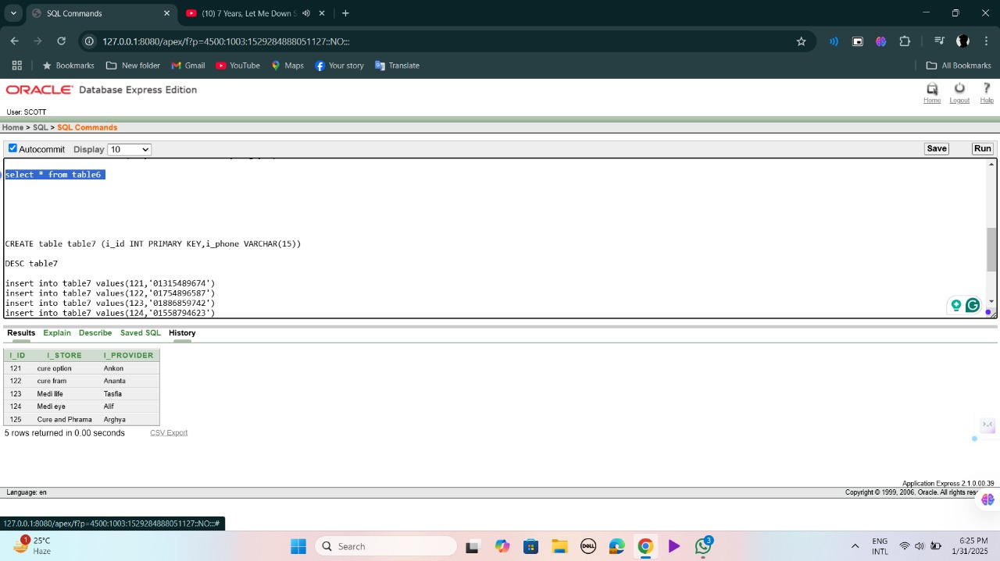 SQL Commands
(10) 7 Years, Let Me Down S
127.0.0.1:8080/apex/f?p=4500:1003:1529284888051127::NO:::
Bookmarks
New folder
Gmail
YouTube
Maps
Your story
Translate
All Bookmarks
ORACLE Database Express Edition
Home
Logout
Help
User: SCOTT
Home > SQL > SQL Commands
Autocommit Display 10
Save
Run
select * from table6
CREATE table table7 (i_id INT PRIMARY KEY,i_phone VARCHAR(15))
DESC table7
insert into table7 values(121,'01315489674')
insert into table7 values(122,'01754896587')
insert into table7 values(123,'01886859742')
insert into table7 values(124,'01558794623')
Results Explain Describe Saved SQL History
I_ID I_STORE I_PROVIDER
121 cure option Ankon
122 cure fram Ananta
123 Medi life Tasfia
124 Medi eye Alif
125 Cure and Phrama Arghya
5 rows returned in 0.00 seconds CSV Export
Application Express 2.1.0.00.39
Language: en
Copyright © 1999, 2006, Oracle. All rights
127.0.0.1:8080/apex/f?p=4500:1003:1529284888051127::NO:::#
1
25°C
Haze
Search
DELL
3
ENG
INTL
6:25 PM
1/31/2025